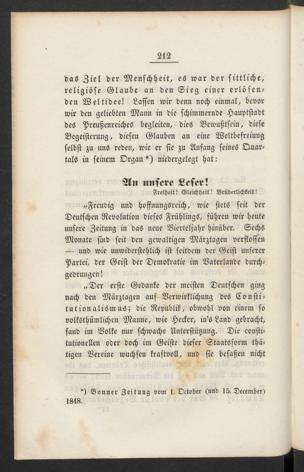 212
das Ziel der Menschheit, es war der sittliche,
religiöse Glaube an den Sieg einer erlösen-
den Weltidee! Lassen wir denn noch einmal, bevor
wir den geliebten Mann in die schimmernde Hauptstadt
des Preußenreiches begleiten, dies Bewußtsein, diese
Begeisterung, diesen Glauben an eine Weltbefreiung
selbst zu uns reden, wie er sie zu Anfang seines Quar-
tals in seinem Organ*) niedergelegt hat:
An unsere Leser!
Freiheit! Gleichheit! Brüderlichkeit!
„Freudig und hoffnungsreich, wie stets seit der
Deutschen Revolution dieses Frühlings, führen wir heute
unsere Zeitung in das neue Vierteljahr hinüber. Sechs
Monate sind seit den gewaltigen Märztagen verflossen
— und wie unwiderstehlich ist seitdem der Geist unserer
Partei, der Geist der Demokratie im Vaterlande durch-
gedrungen!
„Der erste Gedanke der meisten Deutschen ging
nach den Märztagen auf Verwirklichung des Consti-
tutionalismus; die Republik, obwohl von einem so
volksthümlichen Manne, wie Hecker, in's Land gebracht,
fand im Volke nur schwache Unterstützung. Die consti-
tutionellen oder doch im Geiste dieser Staatsform thä-
tigen Vereine wuchsen kraftvoll, und sie besaßen nicht
*) Bonner Zeitung vom 1. October (und 15. December)
1848.